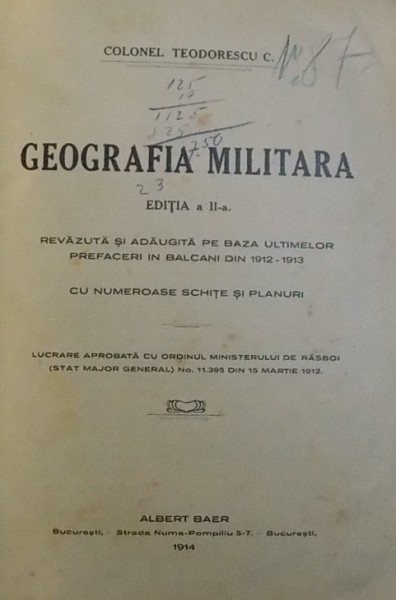 COLONEL TEODORESCU C.
125
1125
GEOGRAFIA MILITARA
750
23
EDIȚIA a II-a.
REVĂZUTĂ ȘI ADĂUGITĂ PE BAZA ULTIMELOR
PREFACERI IN BALCANI DIN 1912-1913
CU NUMEROASE SCHIȚE ȘI PLANURI
LUCRARE APROBATĂ CU ORDINUL MINISTERULUI DE RĂSBOI
(STAT MAJOR GENERAL) No. 11.395 DIN 15 MARTIE 1912.
ALBERT BAER
București, - Strada Numa-Pompiliu 5-7. - București.
1914